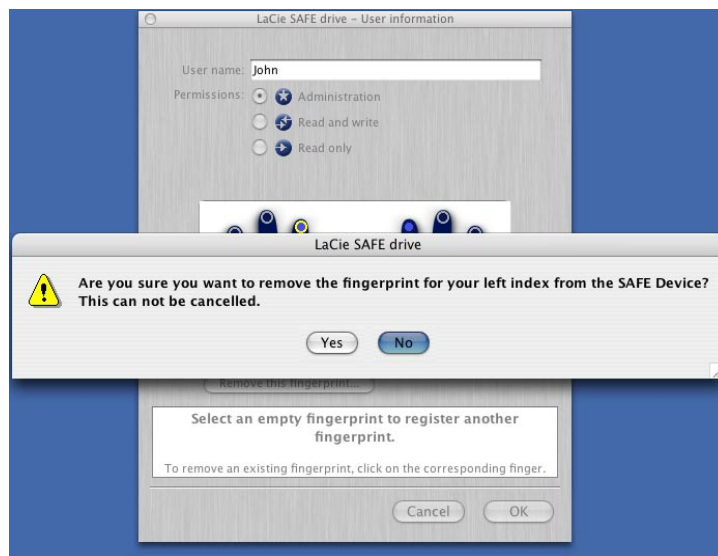 LaCie SAFE drive – User information
User name: John
Permissions: Administration
Read and write
Read only
LaCie SAFE drive
Are you sure you want to remove the fingerprint for your left index from the SAFE Device?
This can not be cancelled.
Yes No
Remove this fingerprint...
Select an empty fingerprint to register another
fingerprint.
To remove an existing fingerprint, click on the corresponding finger.
Cancel OK